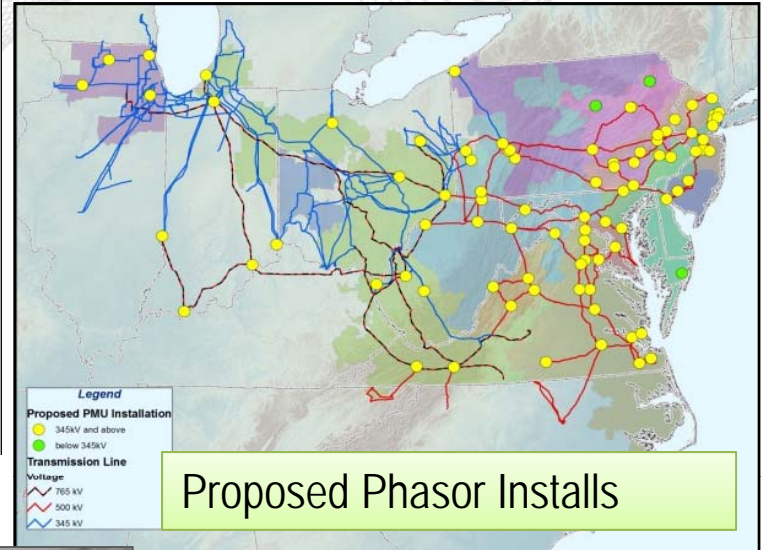 Legend
Proposed PMU Installation
345kV and above
below 345kV
Transmission Line
Voltage
765 kV
500 kV
345 kV
Proposed Phasor Installs